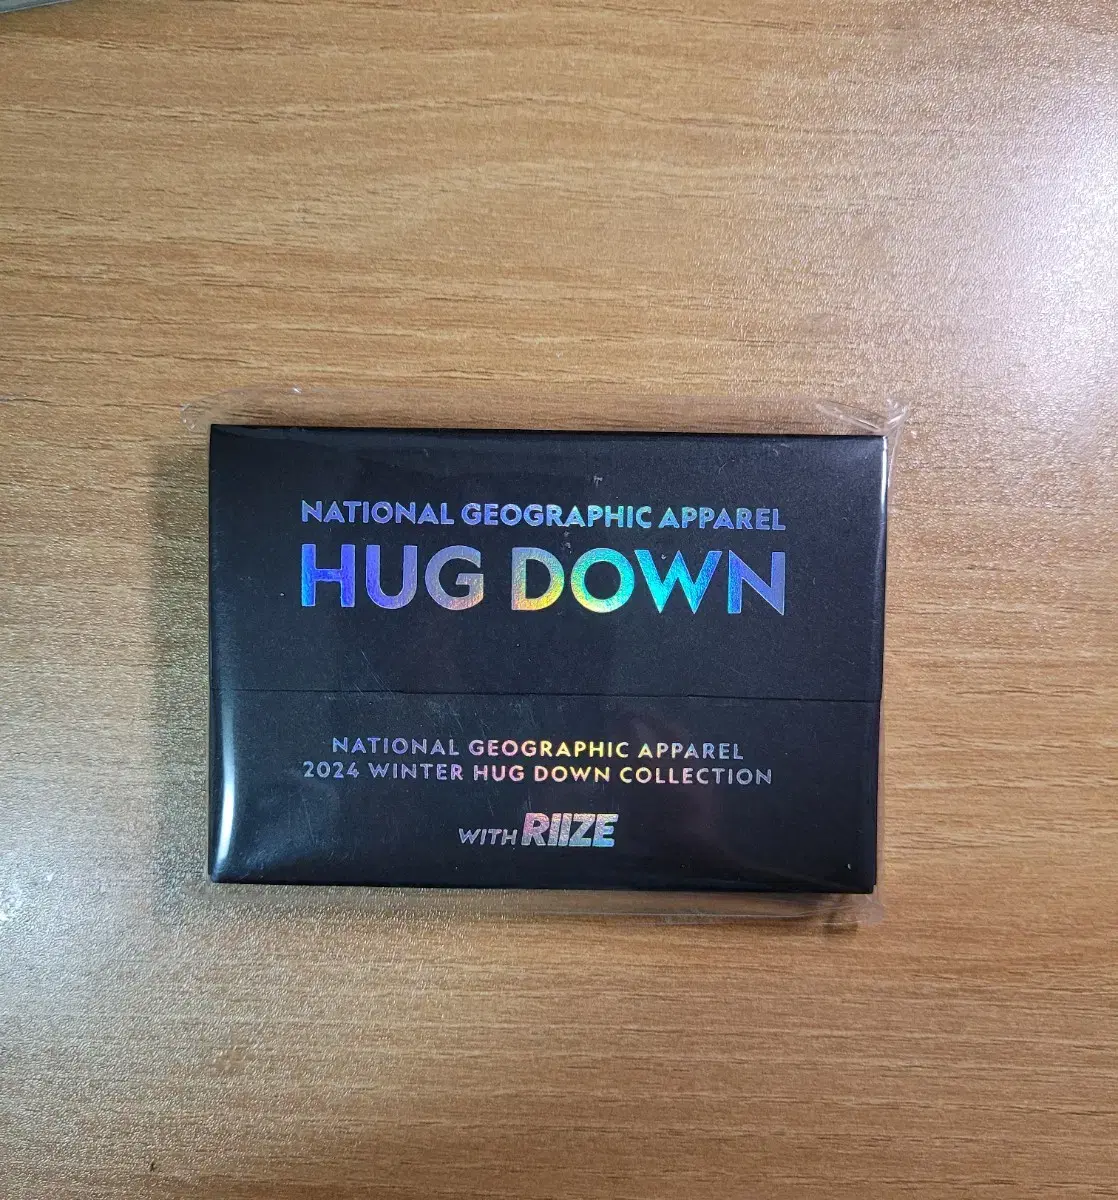 NATIONAL GEOGRAPHIC APPAREL
HUG DOWN
NATIONAL GEOGRAPHIC APPAREL
2024 WINTER HUG DOWN COLLECTION
WITH RIIZE